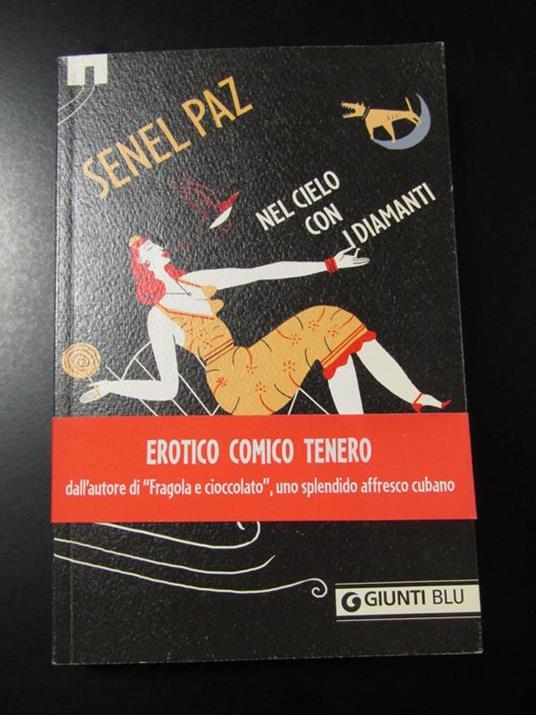 SENEL PAZ
NEL CIELO
CON
I DIAMANTI
EROTICO COMICO TENERO
dall'autore di "Fragola e cioccolato", uno splendido affresco cubano
GIUNTI BLU